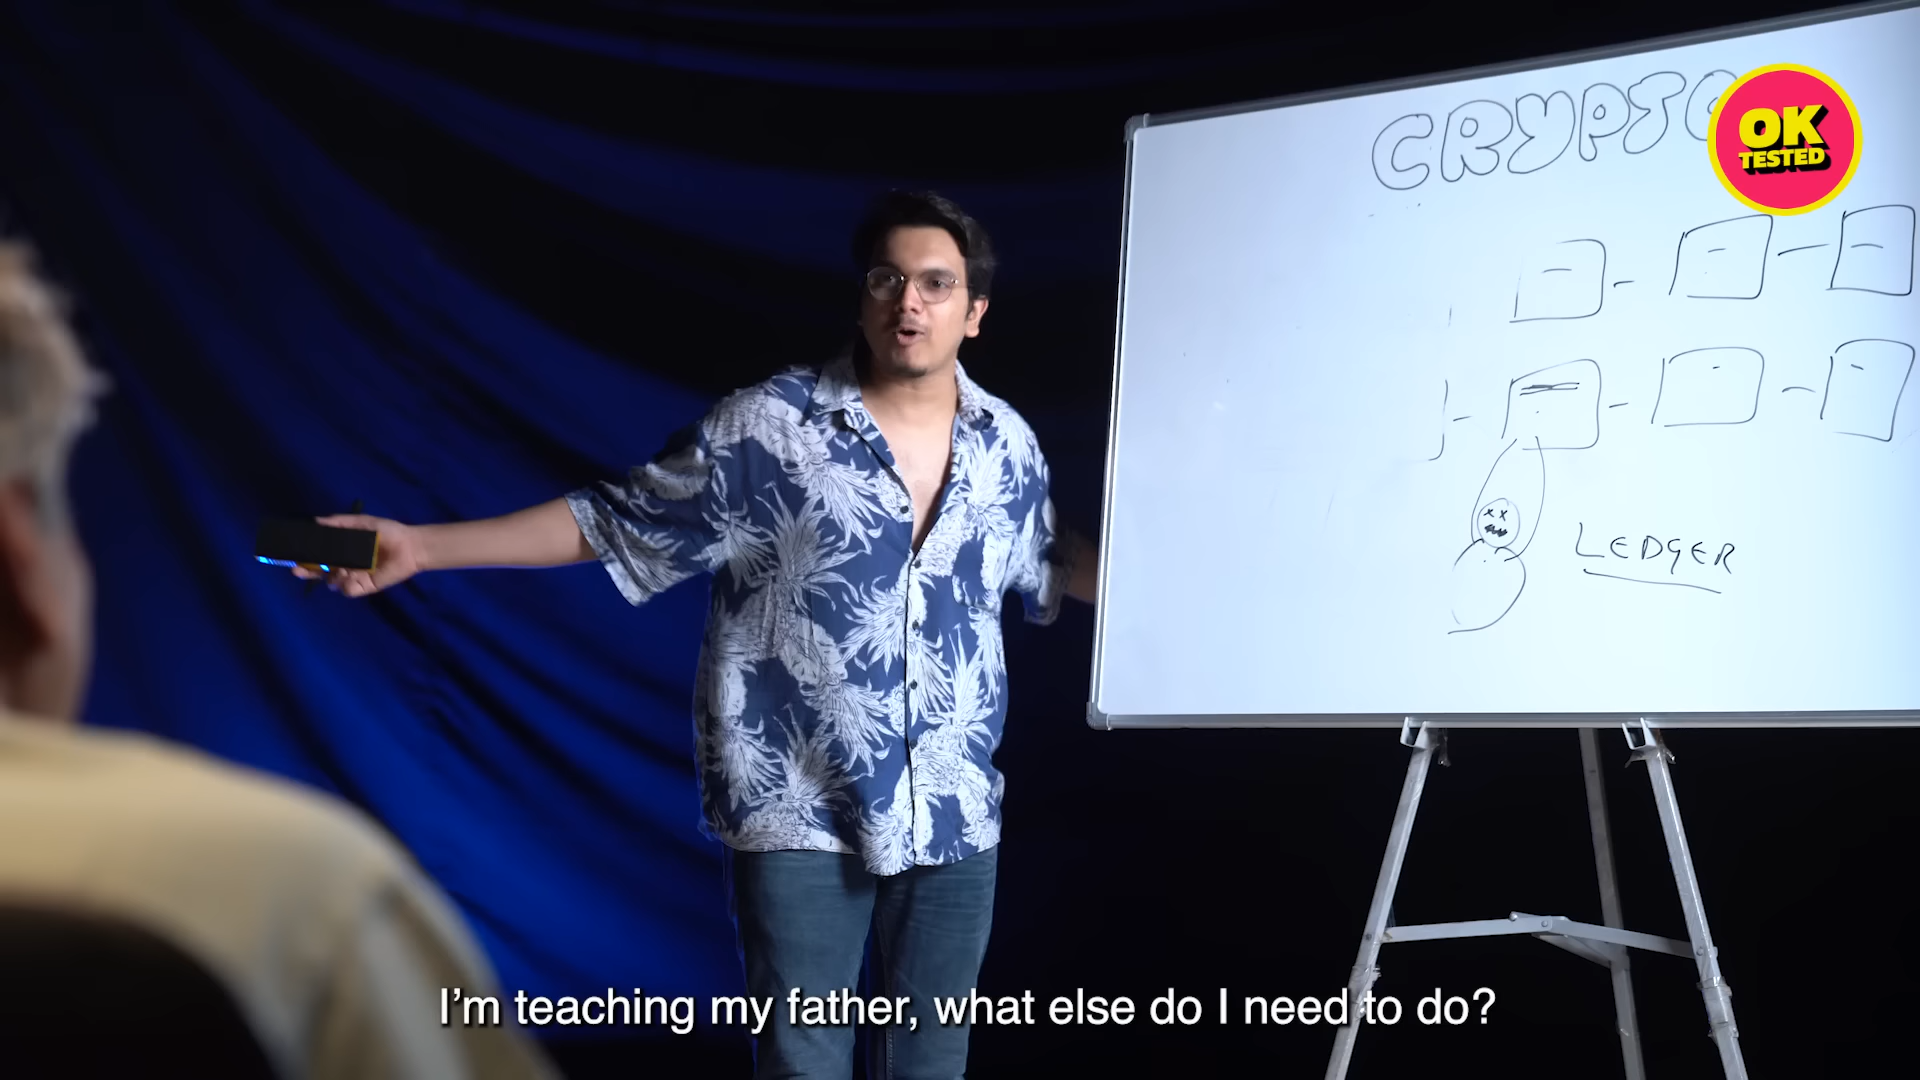 CRYPTO
OK
TESTED
LEDGER
I'm teaching my father, what else do I need to do?